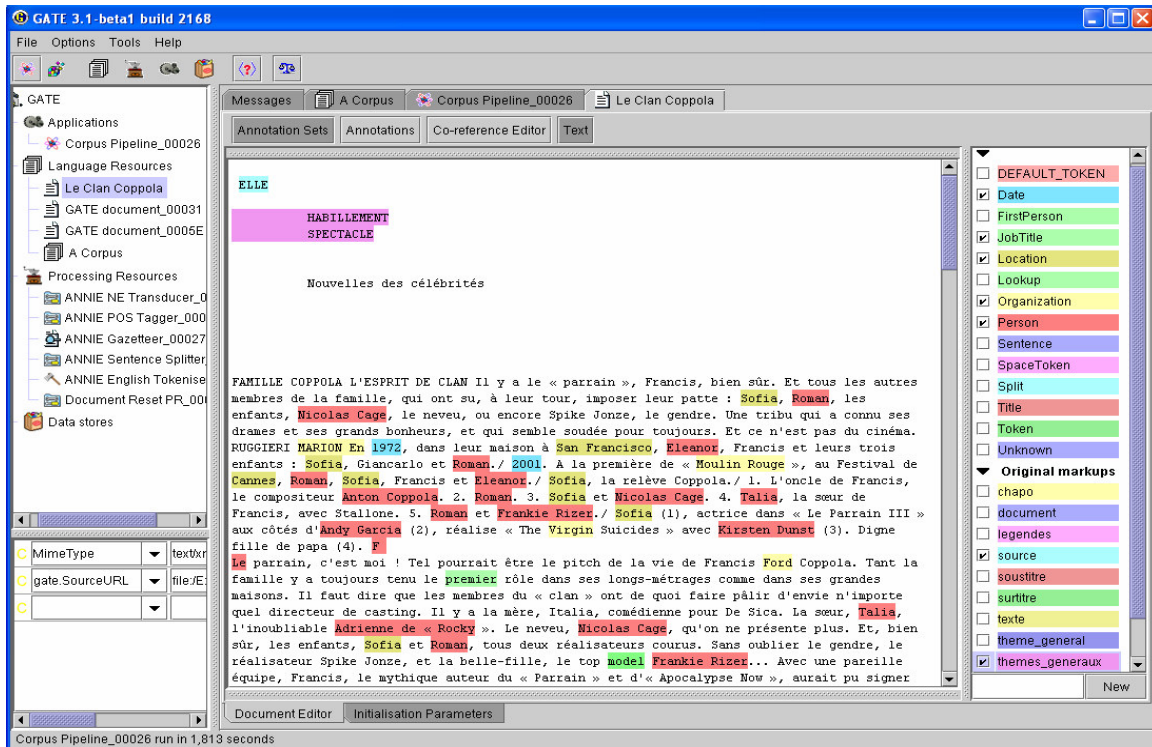 GATE 3.1-beta1 build 2168
File Options Tools Help
GATE
Applications
Corpus Pipeline_00026
Language Resources
Le Clan Coppola
GATE document_00031
GATE document_0005E
A Corpus
Processing Resources
ANNIE NE Transducer_0
ANNIE POS Tagger_000
ANNIE Gazetteer_00027
ANNIE Sentence Splitter_
ANNIE English Tokenise
Document Reset PR_00
Data stores
C MimeType text/xr
C gate.SourceURL file:/E:
C
Messages A Corpus Corpus Pipeline_00026 Le Clan Coppola
Annotation Sets Annotations Co-reference Editor Text
ELLE
HABILLEMENT
SPECTACLE
Nouvelles des célébrités
FAMILLE COPPOLA L'ESPRIT DE CLAN Il y a le « parrain », Francis, bien sûr. Et tous les autres
membres de la famille, qui ont su, à leur tour, imposer leur patte : Sofia, Roman, les
enfants, Nicolas Cage, le neveu, ou encore Spike Jonze, le gendre. Une tribu qui a connu ses
drames et ses grands bonheurs, et qui semble soudée pour toujours. Et ce n'est pas du cinéma.
RUGGIERI MARION En 1972, dans leur maison à San Francisco, Eleanor, Francis et leurs trois
enfants : Sofia, Giancarlo et Roman./ 2001. A la première de « Moulin Rouge », au Festival de
Cannes, Roman, Sofia, Francis et Eleanor./ Sofia, la relève Coppola./ 1. L'oncle de Francis,
le compositeur Anton Coppola. 2. Roman. 3. Sofia et Nicolas Cage. 4. Talia, la sœur de
Francis, avec Stallone. 5. Roman et Frankie Rizer./ Sofia (1), actrice dans « Le Parrain III »
aux côtés d'Andy Garcia (2), réalise « The Virgin Suicides » avec Kirsten Dunst (3). Digne
fille de papa (4). F
Le parrain, c'est moi ! Tel pourrait être le pitch de la vie de Francis Ford Coppola. Tant la
famille y a toujours tenu le premier rôle dans ses longs-métrages comme dans ses grandes
maisons. Il faut dire que les membres du « clan » ont de quoi faire pâlir d'envie n'importe
quel directeur de casting. Il y a la mère, Italia, comédienne pour De Sica. La sœur, Talia,
l'inoubliable Adrienne de « Rocky ». Le neveu, Nicolas Cage, qu'on ne présente plus. Et, bien
sûr, les enfants, Sofia et Roman, tous deux réalisateurs courus. Sans oublier le gendre, le
réalisateur Spike Jonze, et la belle-fille, le top model Frankie Rizer... Avec une pareille
équipe, Francis, le mythique auteur du « Parrain » et d'« Apocalypse Now », aurait pu signer
DEFAULT_TOKEN
Date
FirstPerson
JobTitle
Location
Lookup
Organization
Person
Sentence
SpaceToken
Split
Title
Token
Unknown
Original markups
chapo
document
legendes
source
soustitre
surtitre
texte
theme_general
themes_generaux
New
Document Editor Initialisation Parameters
Corpus Pipeline_00026 run in 1,813 seconds